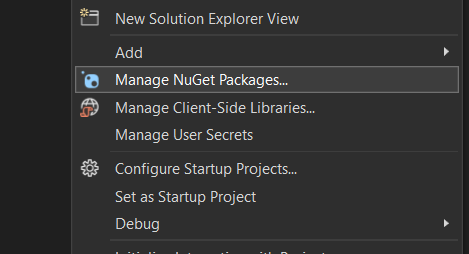 New Solution Explorer View
Add
Manage NuGet Packages...
Manage Client-Side Libraries...
Manage User Secrets
Configure Startup Projects...
Set as Startup Project
Debug